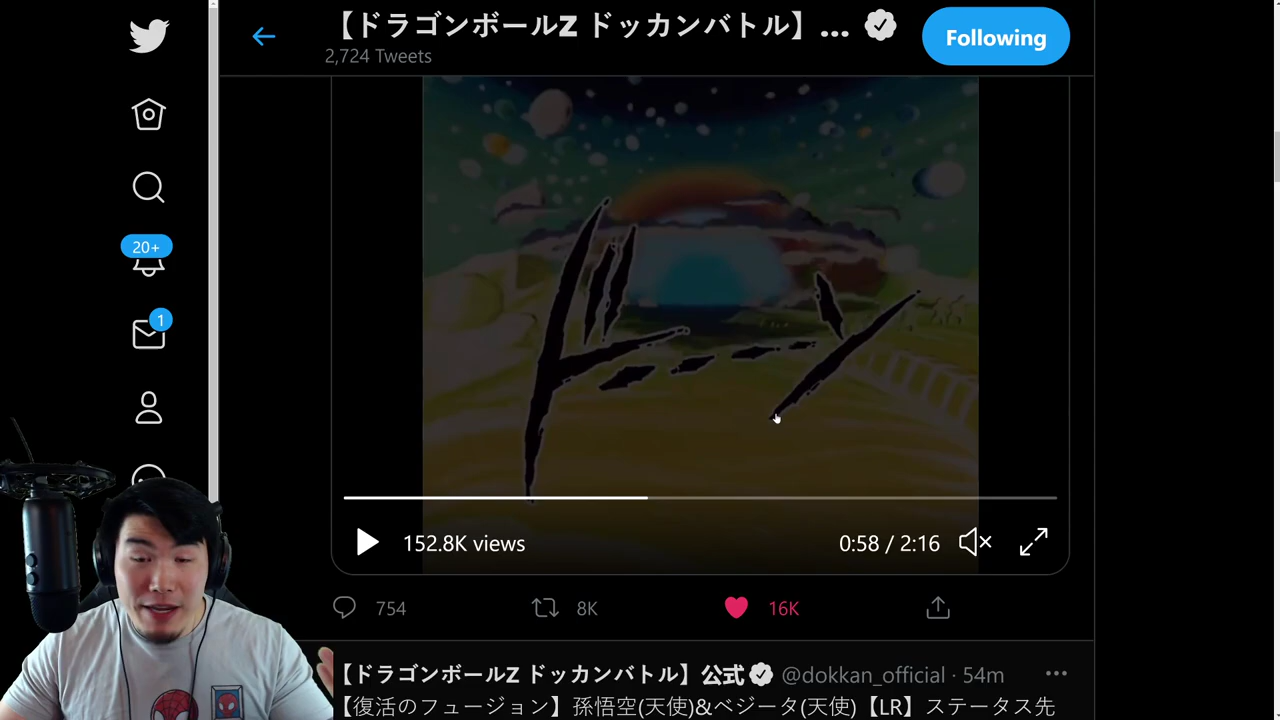 【ドラゴンボールZ ドッカンバトル】...
2,724 Tweets
Following
20+
1
ド---ン
152.8K views
0:58 / 2:16
754
8K
16K
【ドラゴンボールZ ドッカンバトル】公式 @dokkan_official · 54m
【復活のフュージョン】孫悟空(天使)&ベジータ(天使)【LR】ステータス先